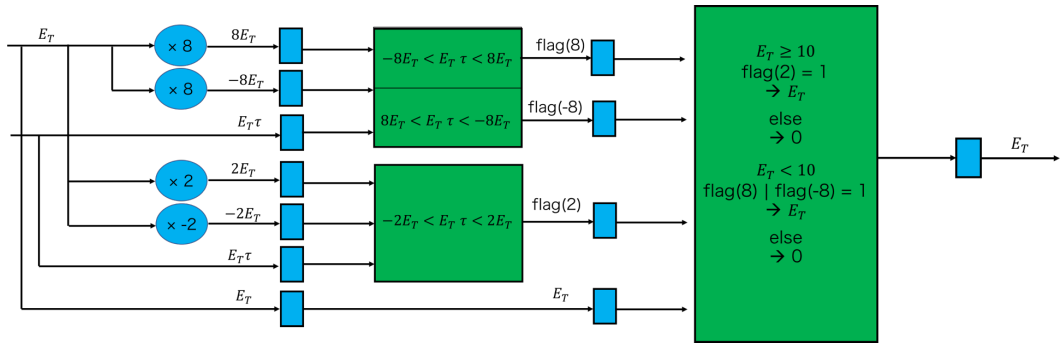 E_T
× 8
8E_T
× 8
−8E_T
E_T τ
−8E_T < E_T τ < 8E_T
8E_T < E_T τ < −8E_T
flag(8)
flag(-8)
× 2
2E_T
× -2
−2E_T
E_T τ
−2E_T < E_T τ < 2E_T
flag(2)
E_T
E_T
E_T ≥ 10
flag(2) = 1
→ E_T
else
→ 0
E_T < 10
flag(8) | flag(-8) = 1
→ E_T
else
→ 0
E_T